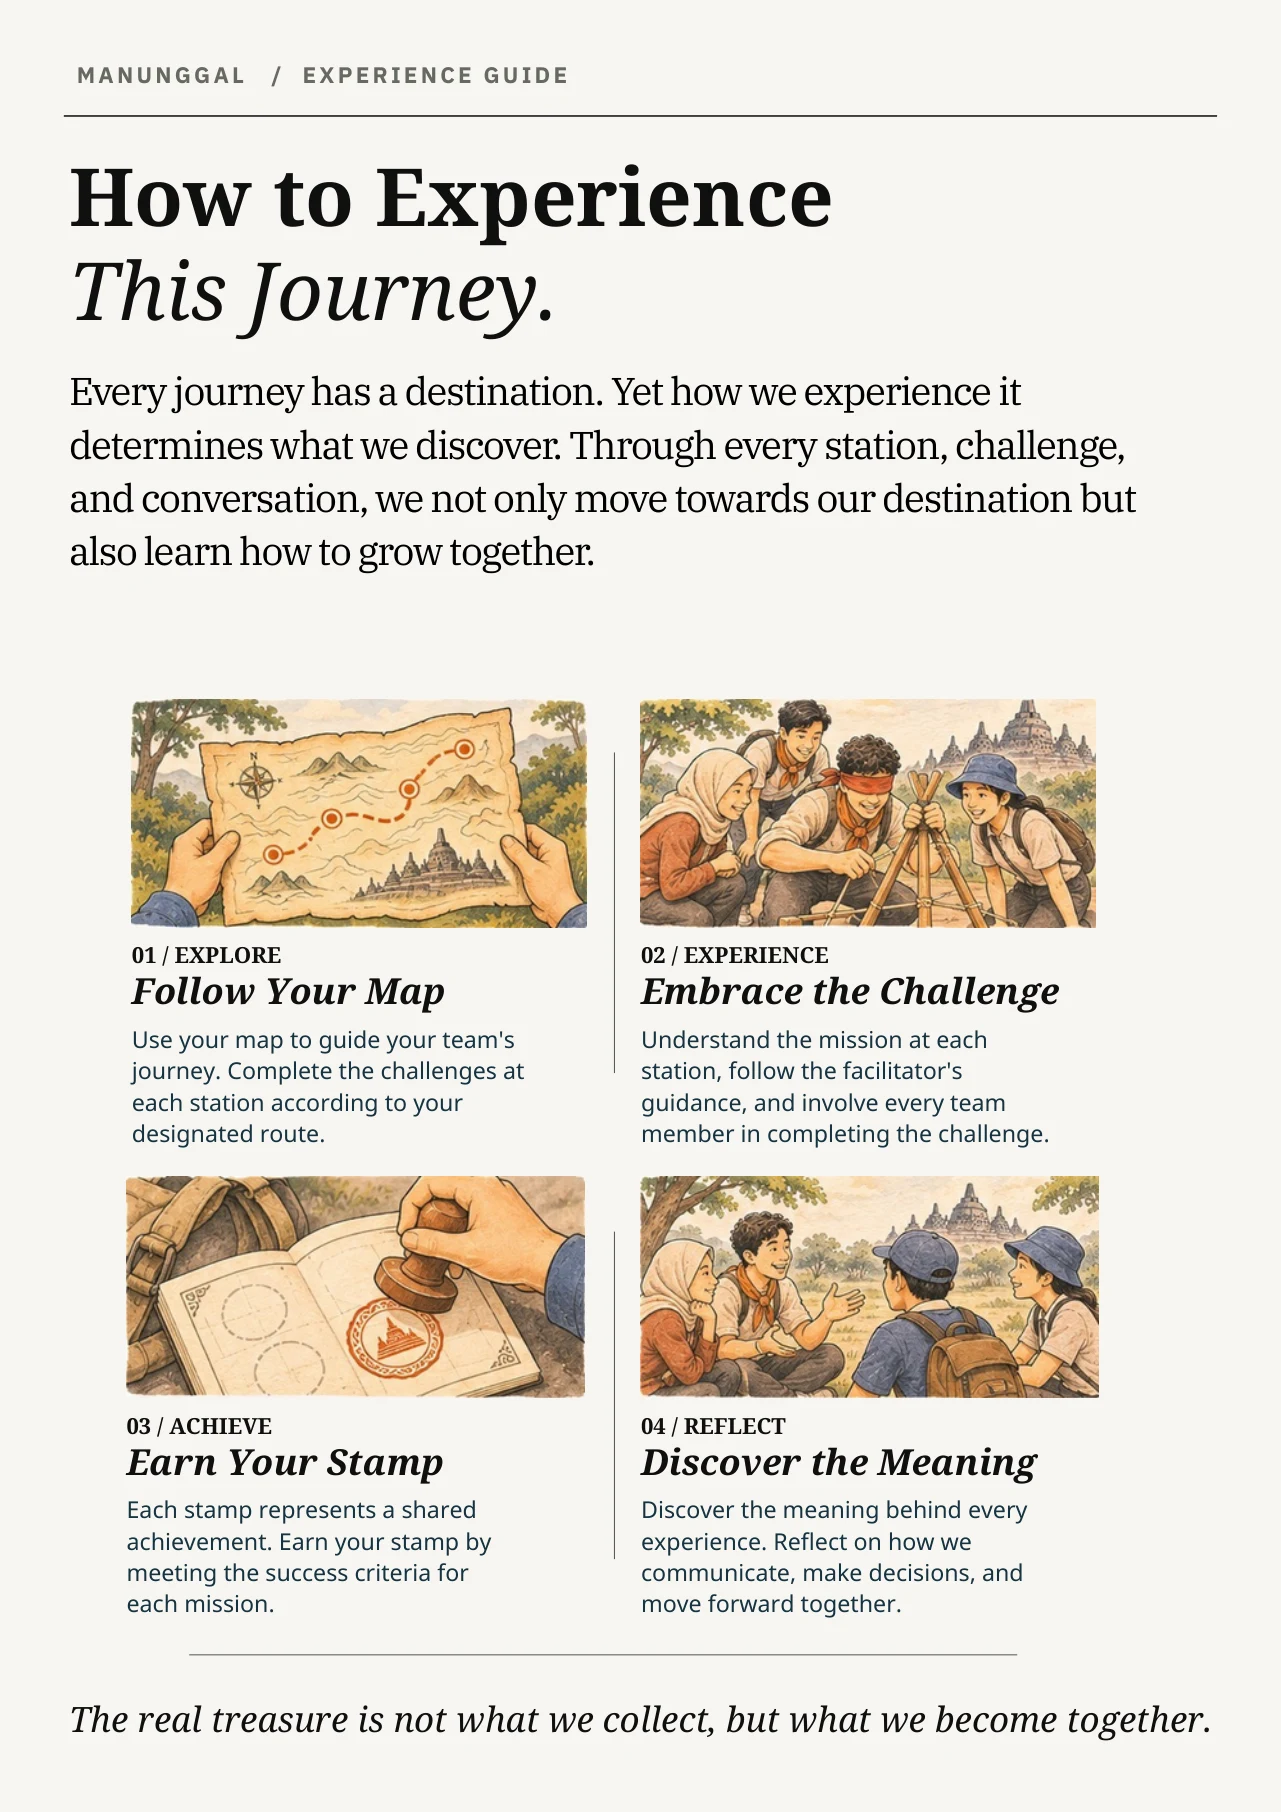 MANUNGGAL / EXPERIENCE GUIDE
How to Experience
This Journey.
Every journey has a destination. Yet how we experience it
determines what we discover. Through every station, challenge,
and conversation, we not only move towards our destination but
also learn how to grow together.
N
01 / EXPLORE
Follow Your Map
Use your map to guide your team's
journey. Complete the challenges at
each station according to your
designated route.
02 / EXPERIENCE
Embrace the Challenge
Understand the mission at each
station, follow the facilitator's
guidance, and involve every team
member in completing the challenge.
03 / ACHIEVE
Earn Your Stamp
Each stamp represents a shared
achievement. Earn your stamp by
meeting the success criteria for
each mission.
04 / REFLECT
Discover the Meaning
Discover the meaning behind every
experience. Reflect on how we
communicate, make decisions, and
move forward together.
The real treasure is not what we collect, but what we become together.